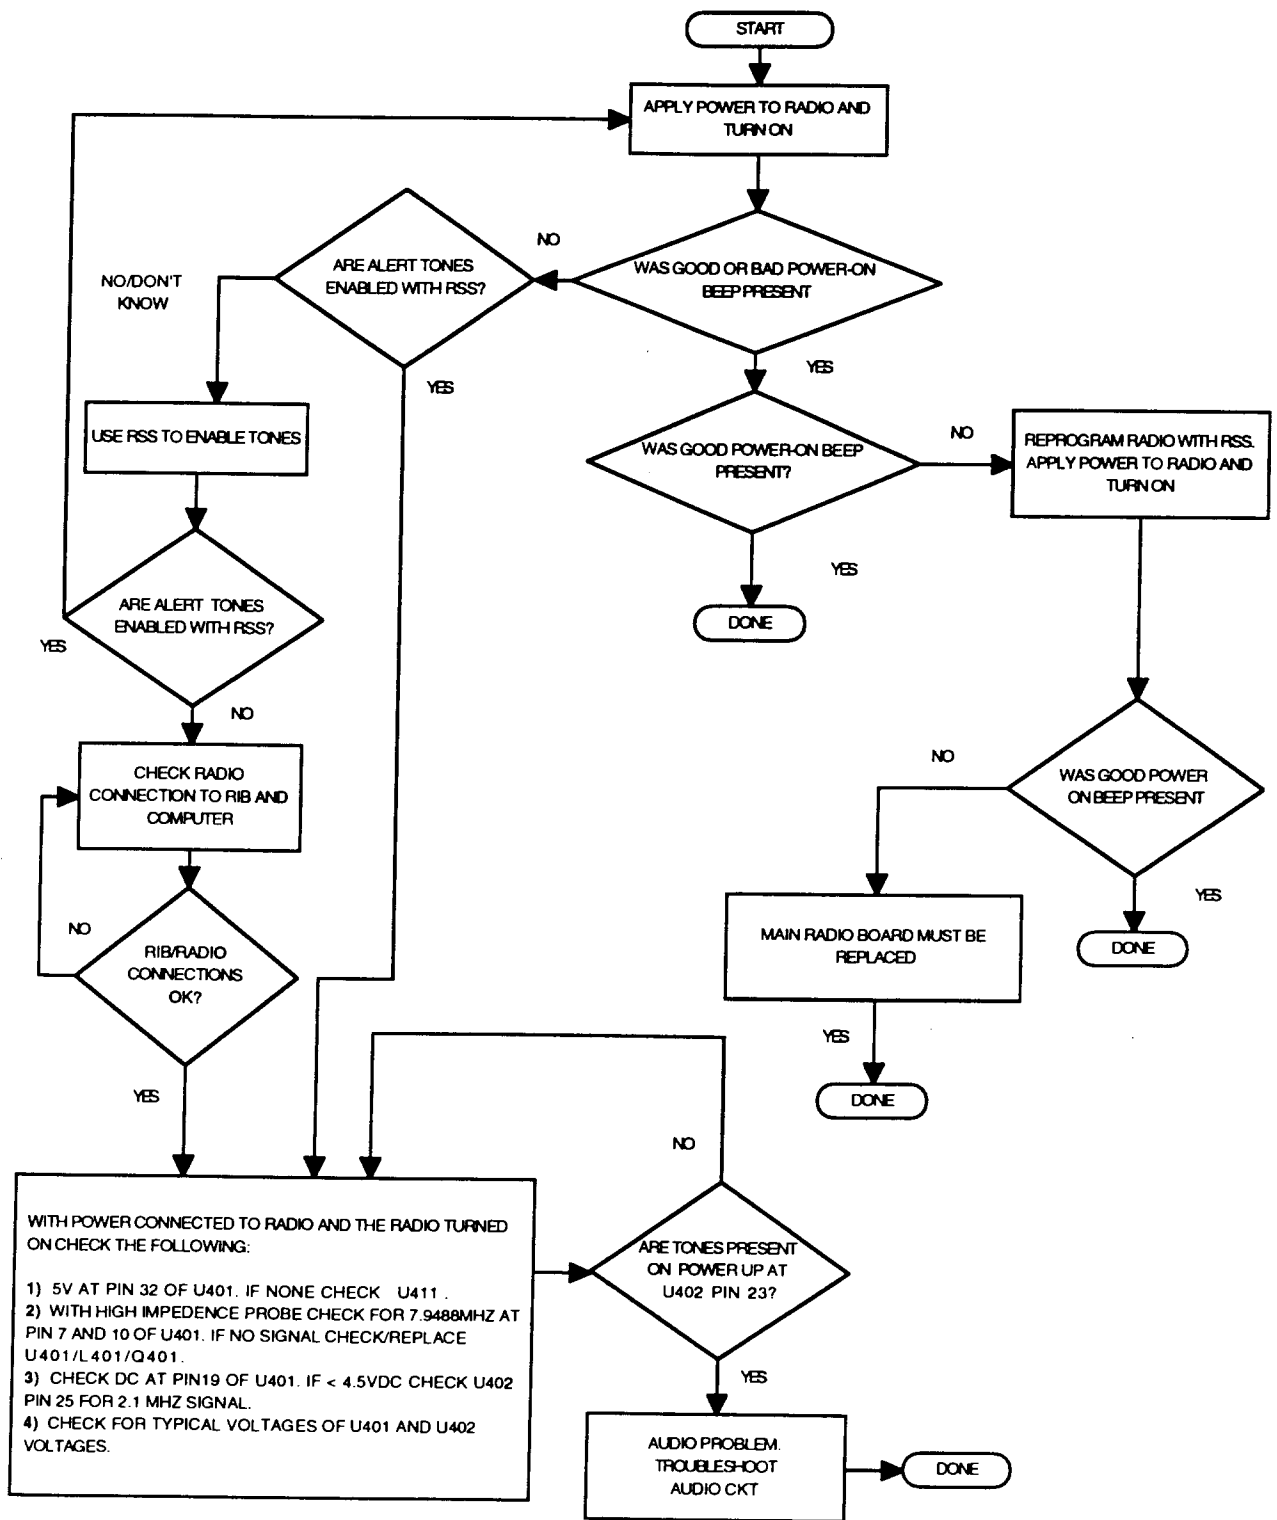 START
APPLY POWER TO RADIO AND
TURN ON
WAS GOOD OR BAD POWER-ON
BEEP PRESENT
NO
ARE ALERT TONES
ENABLED WITH RSS?
NO/DON'T
KNOW
YES
YES
USE RSS TO ENABLE TONES
WAS GOOD POWER-ON BEEP
PRESENT?
NO
REPROGRAM RADIO WITH RSS.
APPLY POWER TO RADIO AND
TURN ON
YES
DONE
ARE ALERT TONES
ENABLED WITH RSS?
YES
NO
CHECK RADIO
CONNECTION TO RIB AND
COMPUTER
WAS GOOD POWER
ON BEEP PRESENT
NO
YES
DONE
MAIN RADIO BOARD MUST BE
REPLACED
YES
DONE
NO
RIB/RADIO
CONNECTIONS
OK?
YES
NO
WITH POWER CONNECTED TO RADIO AND THE RADIO TURNED
ON CHECK THE FOLLOWING:
1) 5V AT PIN 32 OF U401. IF NONE CHECK U411 .
2) WITH HIGH IMPEDENCE PROBE CHECK FOR 7.9488MHZ AT
PIN 7 AND 10 OF U401. IF NO SIGNAL CHECK/REPLACE
U401/L401/Q401.
3) CHECK DC AT PIN19 OF U401. IF < 4.5VDC CHECK U402
PIN 25 FOR 2.1 MHZ SIGNAL.
4) CHECK FOR TYPICAL VOLTAGES OF U401 AND U402
VOLTAGES.
ARE TONES PRESENT
ON POWER UP AT
U402 PIN 23?
YES
AUDIO PROBLEM.
TROUBLESHOOT
AUDIO CKT
DONE